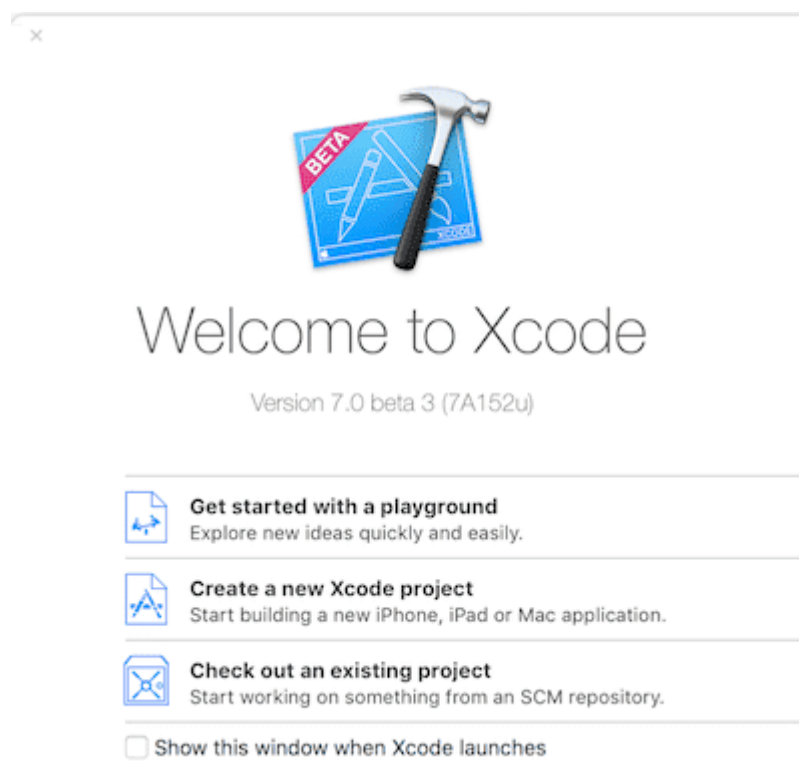 BETA
XCODE
Welcome to Xcode
Version 7.0 beta 3 (7A152u)
Get started with a playground
Explore new ideas quickly and easily.
Create a new Xcode project
Start building a new iPhone, iPad or Mac application.
Check out an existing project
Start working on something from an SCM repository.
Show this window when Xcode launches